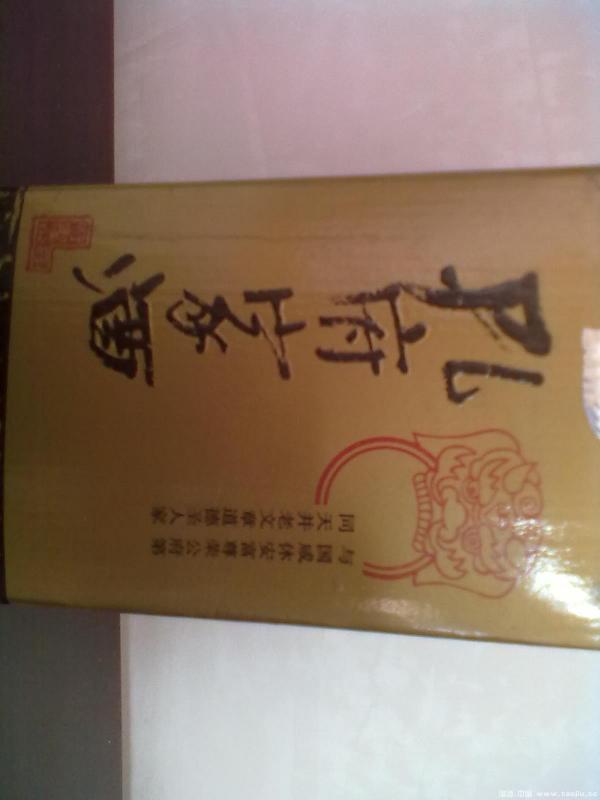 孔府家酒
与国咸休安富尊荣公府第
同天并老文章道德圣人家